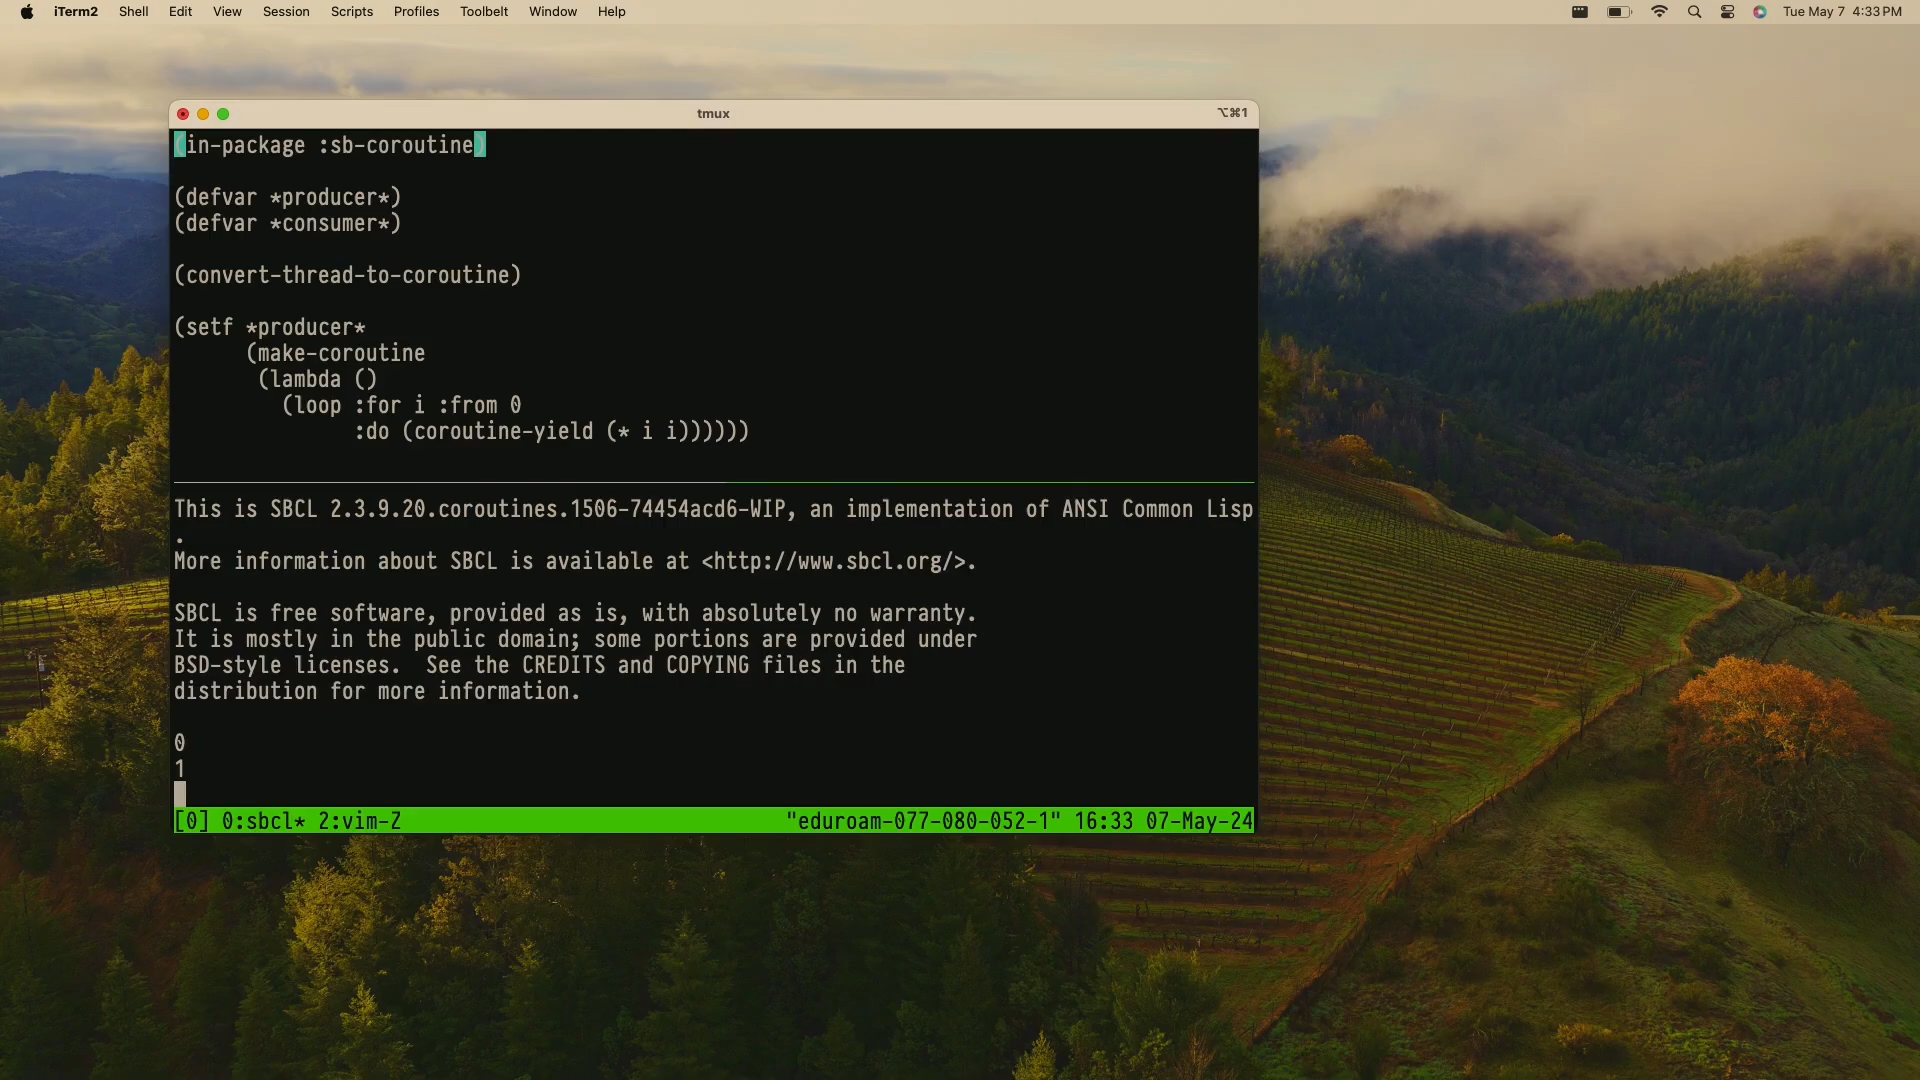 iTerm2 Shell Edit View Session Scripts Profiles Toolbelt Window Help Tue May 7 4:33 PM
tmux ⌥⌘1
(in-package :sb-coroutine)
(defvar *producer*)
(defvar *consumer*)
(convert-thread-to-coroutine)
(setf *producer*
(make-coroutine
(lambda ()
(loop :for i :from 0
:do (coroutine-yield (* i i))))))
This is SBCL 2.3.9.20.coroutines.1506-74454acd6-WIP, an implementation of ANSI Common Lisp
.
More information about SBCL is available at <http://www.sbcl.org/>.
SBCL is free software, provided as is, with absolutely no warranty.
It is mostly in the public domain; some portions are provided under
BSD-style licenses.  See the CREDITS and COPYING files in the
distribution for more information.
0
1
[0] 0:sbcl* 2:vim-Z "eduroam-077-080-052-1" 16:33 07-May-24